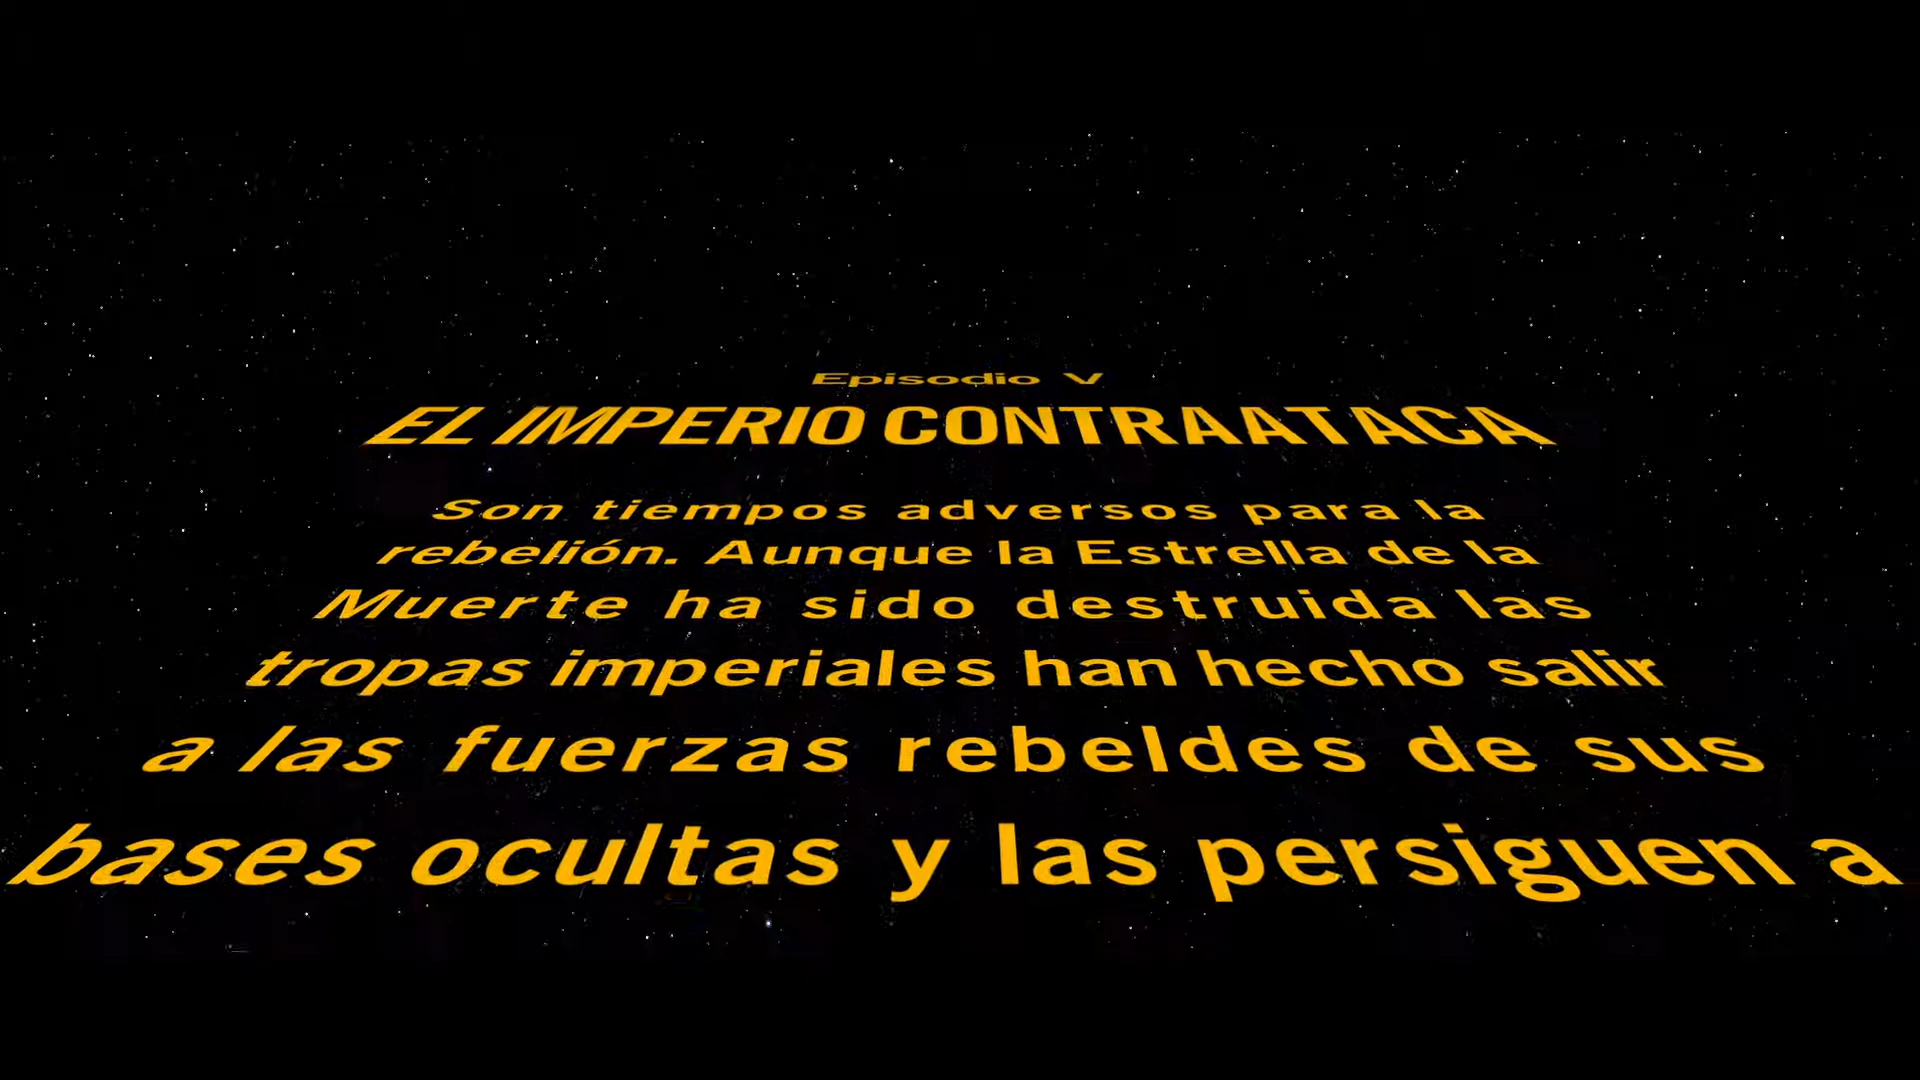 Episodio V
EL IMPERIO CONTRAATACA
Son tiempos adversos para la
rebelión. Aunque la Estrella de la
Muerte ha sido destruida las
tropas imperiales han hecho salir
a las fuerzas rebeldes de sus
bases ocultas y las persiguen a